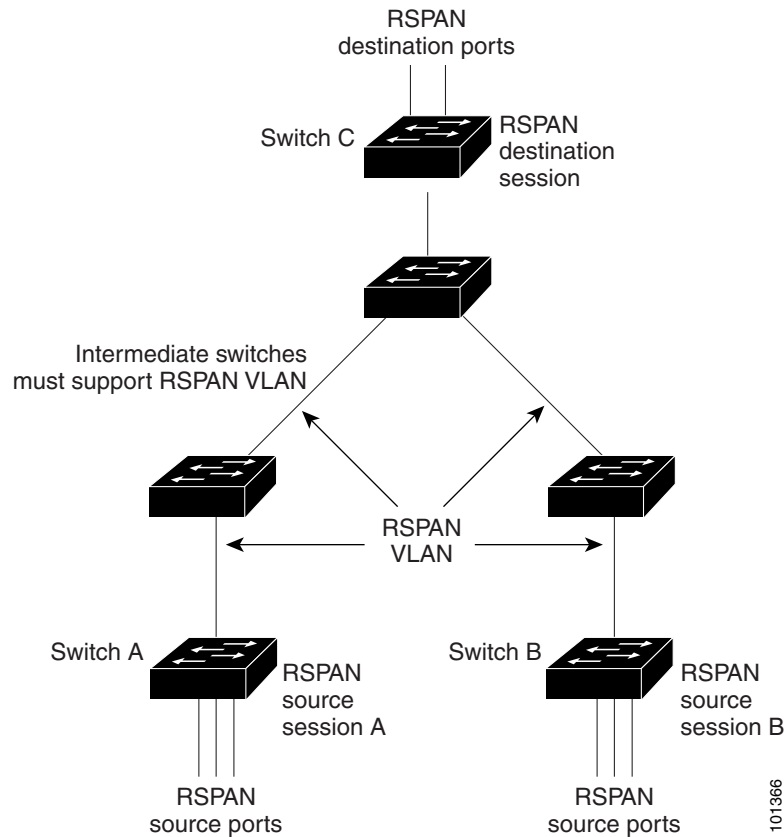 RSPAN
destination ports
Switch C
RSPAN
destination
session
Intermediate switches
must support RSPAN VLAN
RSPAN
VLAN
Switch A
RSPAN
source
session A
Switch B
RSPAN
source
session B
RSPAN
source ports
RSPAN
source ports
101366